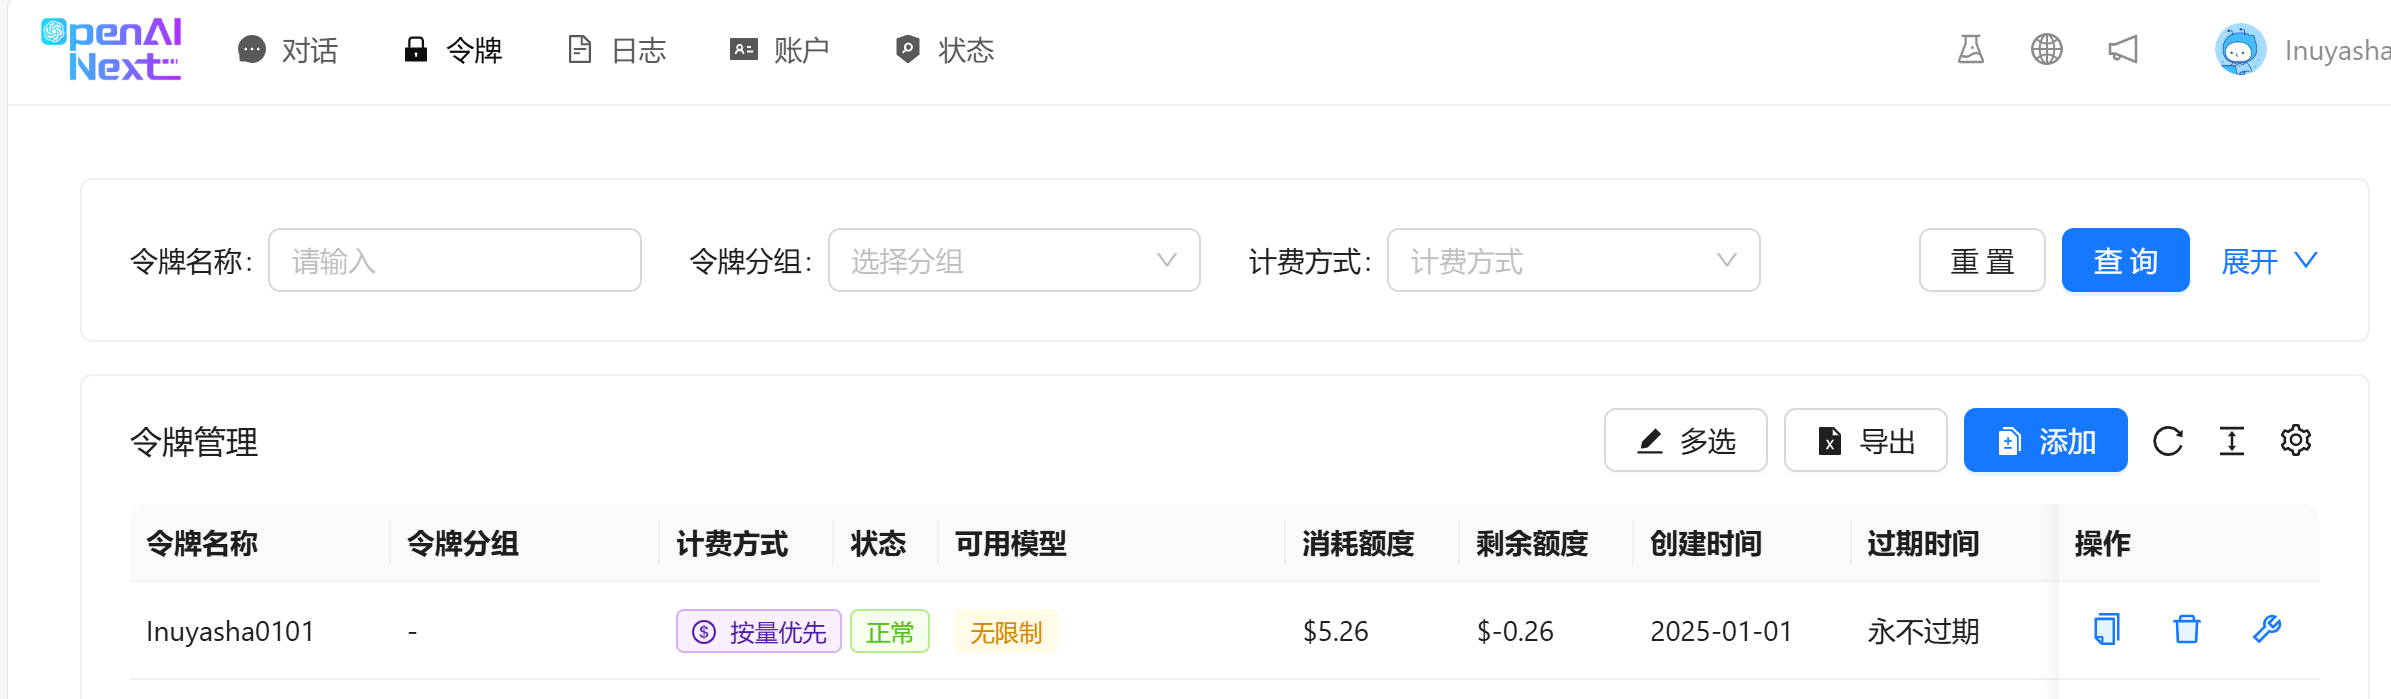 OpenAI Next 对话 令牌 日志 账户 状态 Inuyasha
令牌名称: 请输入 令牌分组: 选择分组 计费方式: 计费方式 重置 查询 展开
令牌管理 多选 导出 添加
令牌名称 令牌分组 计费方式 状态 可用模型 消耗额度 剩余额度 创建时间 过期时间 操作
Inuyasha0101 - 按量优先 正常 无限制 $5.26 $-0.26 2025-01-01 永不过期